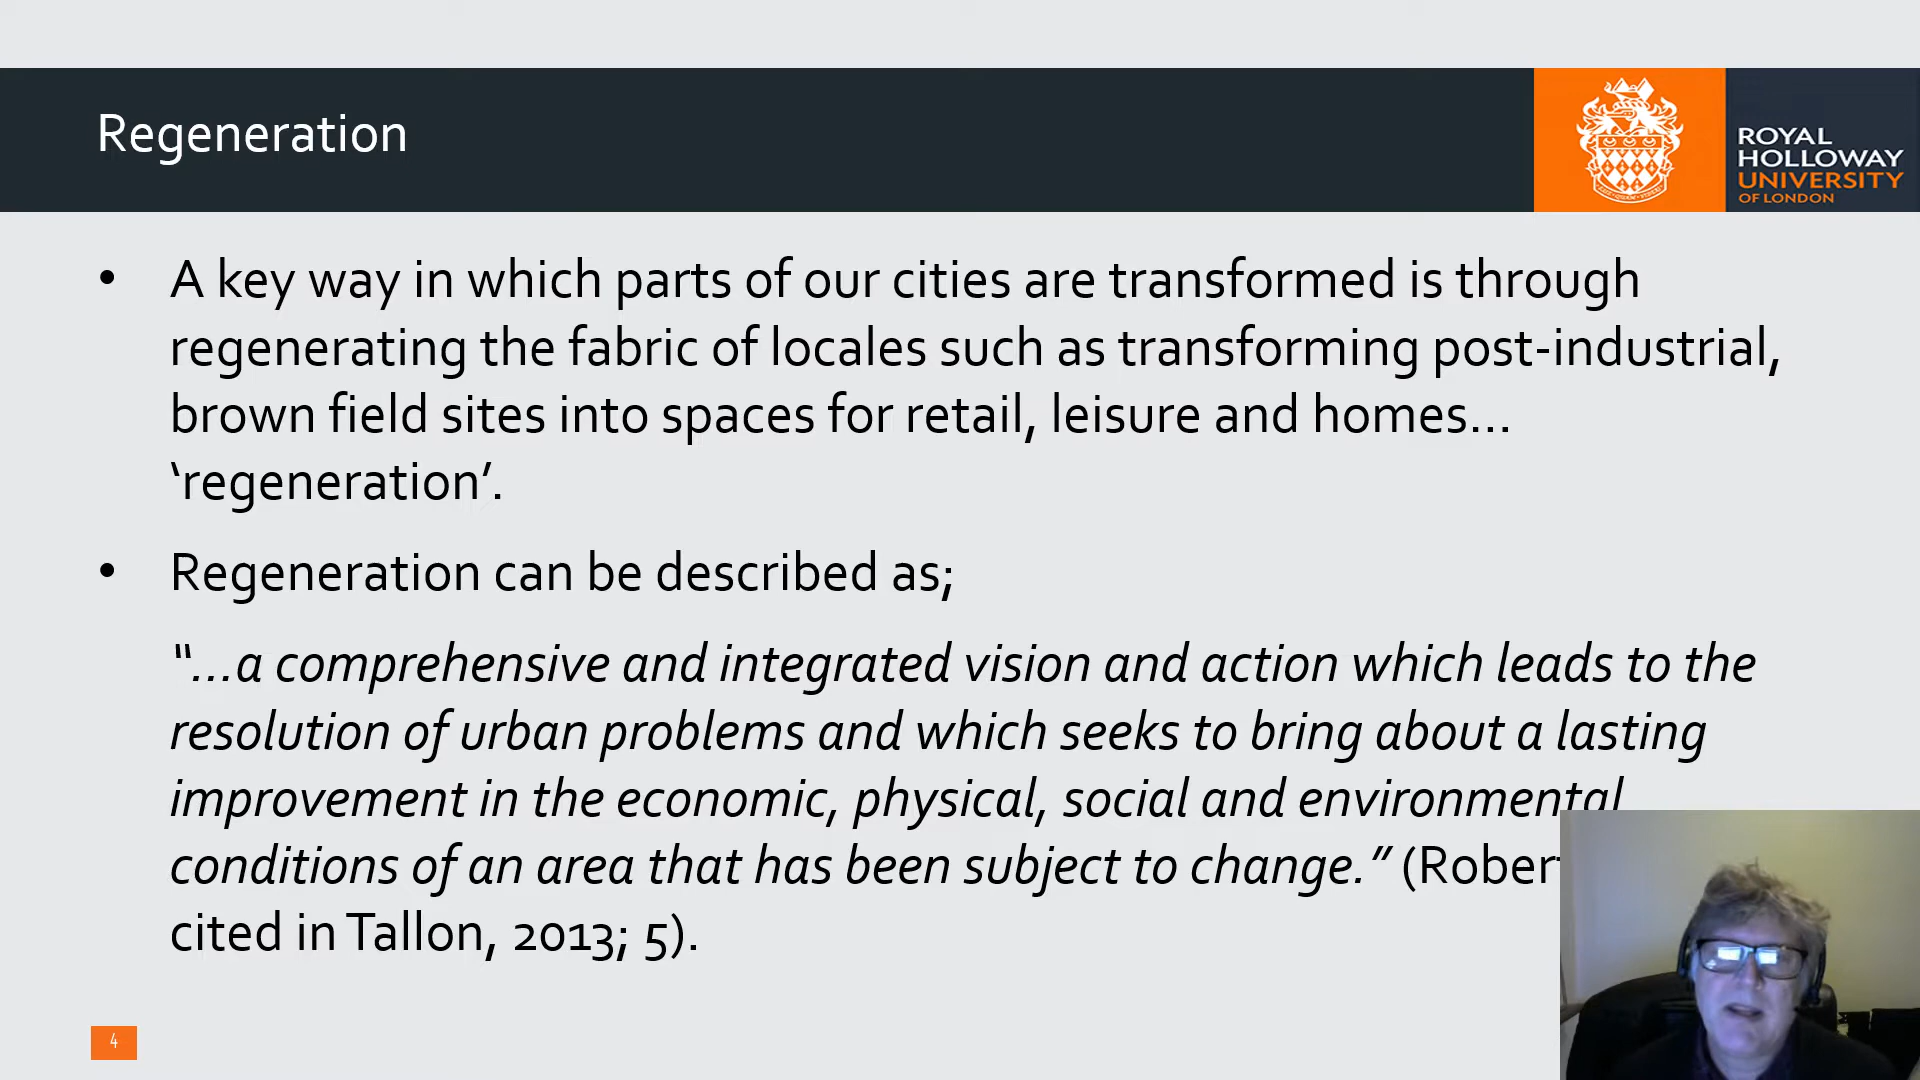 Regeneration
ROYAL
HOLLOWAY
UNIVERSITY
OF LONDON
• A key way in which parts of our cities are transformed is through
regenerating the fabric of locales such as transforming post-industrial,
brown field sites into spaces for retail, leisure and homes…
‘regeneration’.
• Regeneration can be described as;
“…a comprehensive and integrated vision and action which leads to the
resolution of urban problems and which seeks to bring about a lasting
improvement in the economic, physical, social and environmental
conditions of an area that has been subject to change.” (Robert
cited in Tallon, 2013; 5).
4